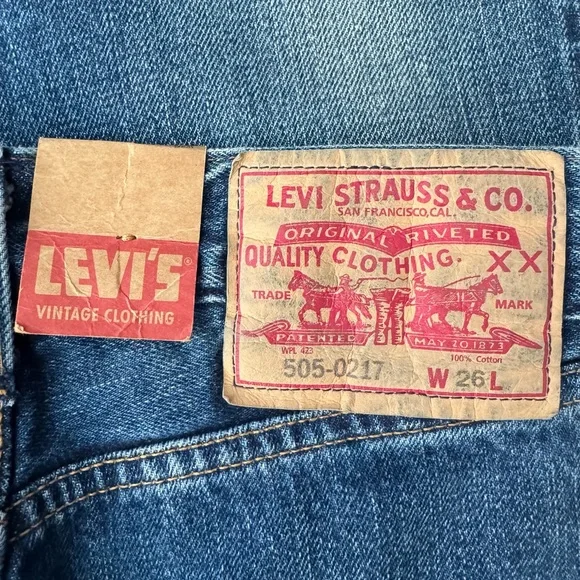 LEVI'S®
VINTAGE CLOTHING
LEVI STRAUSS & CO.
SAN FRANCISCO, CAL.
ORIGINAL RIVETED
QUALITY CLOTHING. XX
TRADE MARK
PATENTED MAY 20 1873
WPL 423 100% Cotton
505-0217 W 26 L